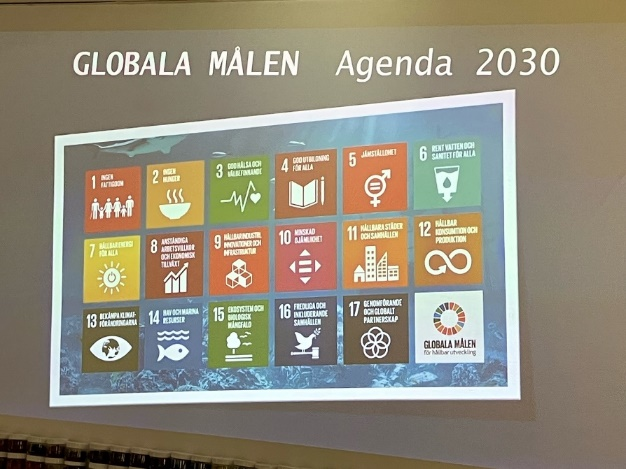 GLOBALA MÅLEN Agenda 2030
1 INGEN
FATTIGDOM
2 INGEN
HUNGER
3 GOD HÄLSA OCH
VÄLBEFINNANDE
4 GOD UTBILDNING
FÖR ALLA
5 JÄMSTÄLLDHET
6 RENT VATTEN OCH
SANITET FÖR ALLA
7 HÅLLBAR ENERGI
FÖR ALLA
8 ANSTÄNDIGA
ARBETSVILLKOR
OCH EKONOMISK
TILLVÄXT
9 HÅLLBAR INDUSTRI,
INNOVATIONER OCH
INFRASTRUKTUR
10 MINSKAD
OJÄMLIKHET
11 HÅLLBARA STÄDER
OCH SAMHÄLLEN
12 HÅLLBAR
KONSUMTION OCH
PRODUKTION
13 BEKÄMPA KLIMAT-
FÖRÄNDRINGARNA
14 HAV OCH MARINA
RESURSER
15 EKOSYSTEM OCH
BIOLOGISK
MÅNGFALD
16 FREDLIGA OCH
INKLUDERANDE
SAMHÄLLEN
17 GENOMFÖRANDE
OCH GLOBALT
PARTNERSKAP
GLOBALA MÅLEN
för hållbar utveckling